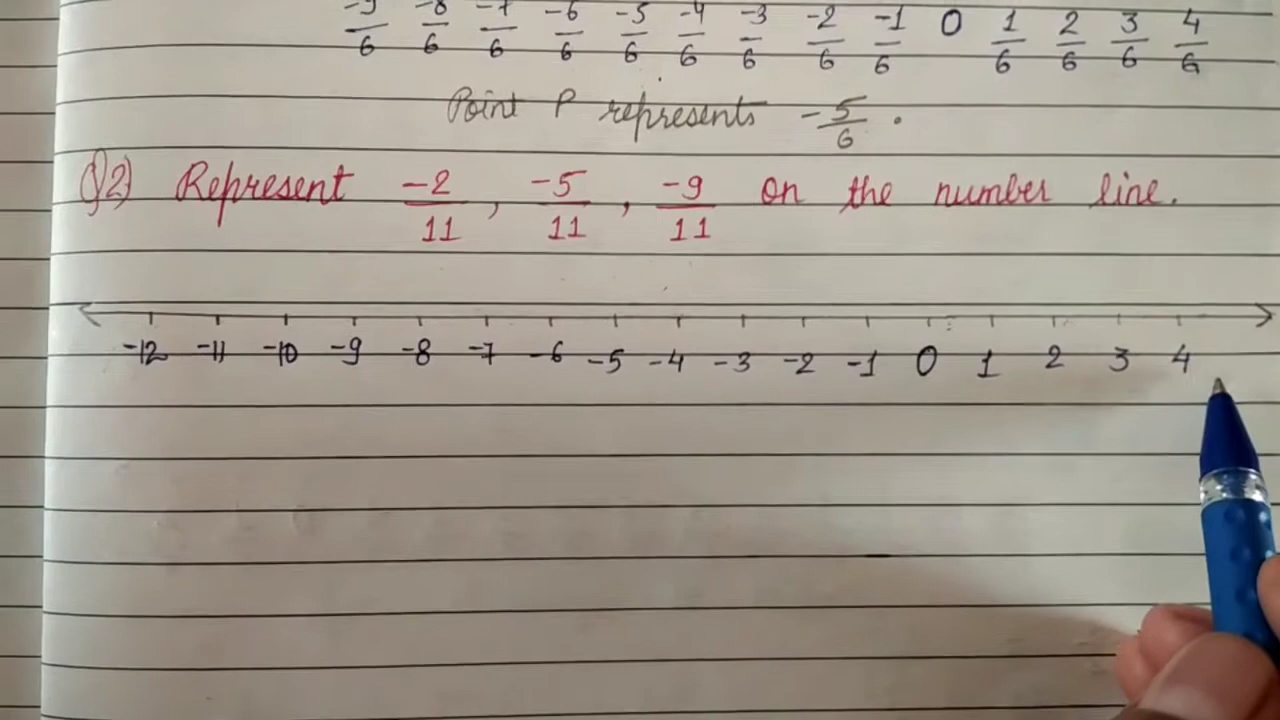 -9/6 -8/6 -7/6 -6/6 -5/6 -4/6 -3/6 -2/6 -1/6 0 1/6 2/6 3/6 4/6
Point P represents -5/6 .
Q2) Represent -2/11 , -5/11 , -9/11 on the number line.
-12 -11 -10 -9 -8 -7 -6 -5 -4 -3 -2 -1 0 1 2 3 4